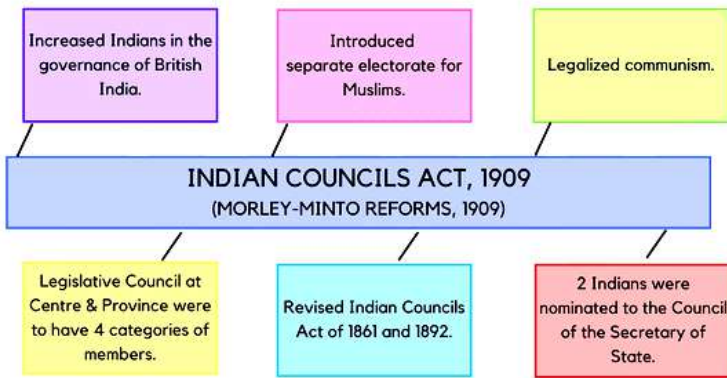 Increased Indians in the
governance of British
India.
Introduced
separate electorate for
Muslims.
Legalized communism.
INDIAN COUNCILS ACT, 1909
(MORLEY-MINTO REFORMS, 1909)
Legislative Council at
Centre & Province were
to have 4 categories of
members.
Revised Indian Councils
Act of 1861 and 1892.
2 Indians were
nominated to the Council
of the Secretary of
State.